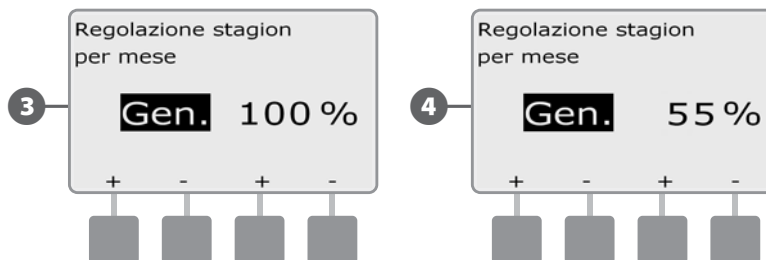 Regolazione stagion
per mese
3
Gen. 100 %
+ - + -
Regolazione stagion
per mese
4
Gen. 55 %
+ - + -